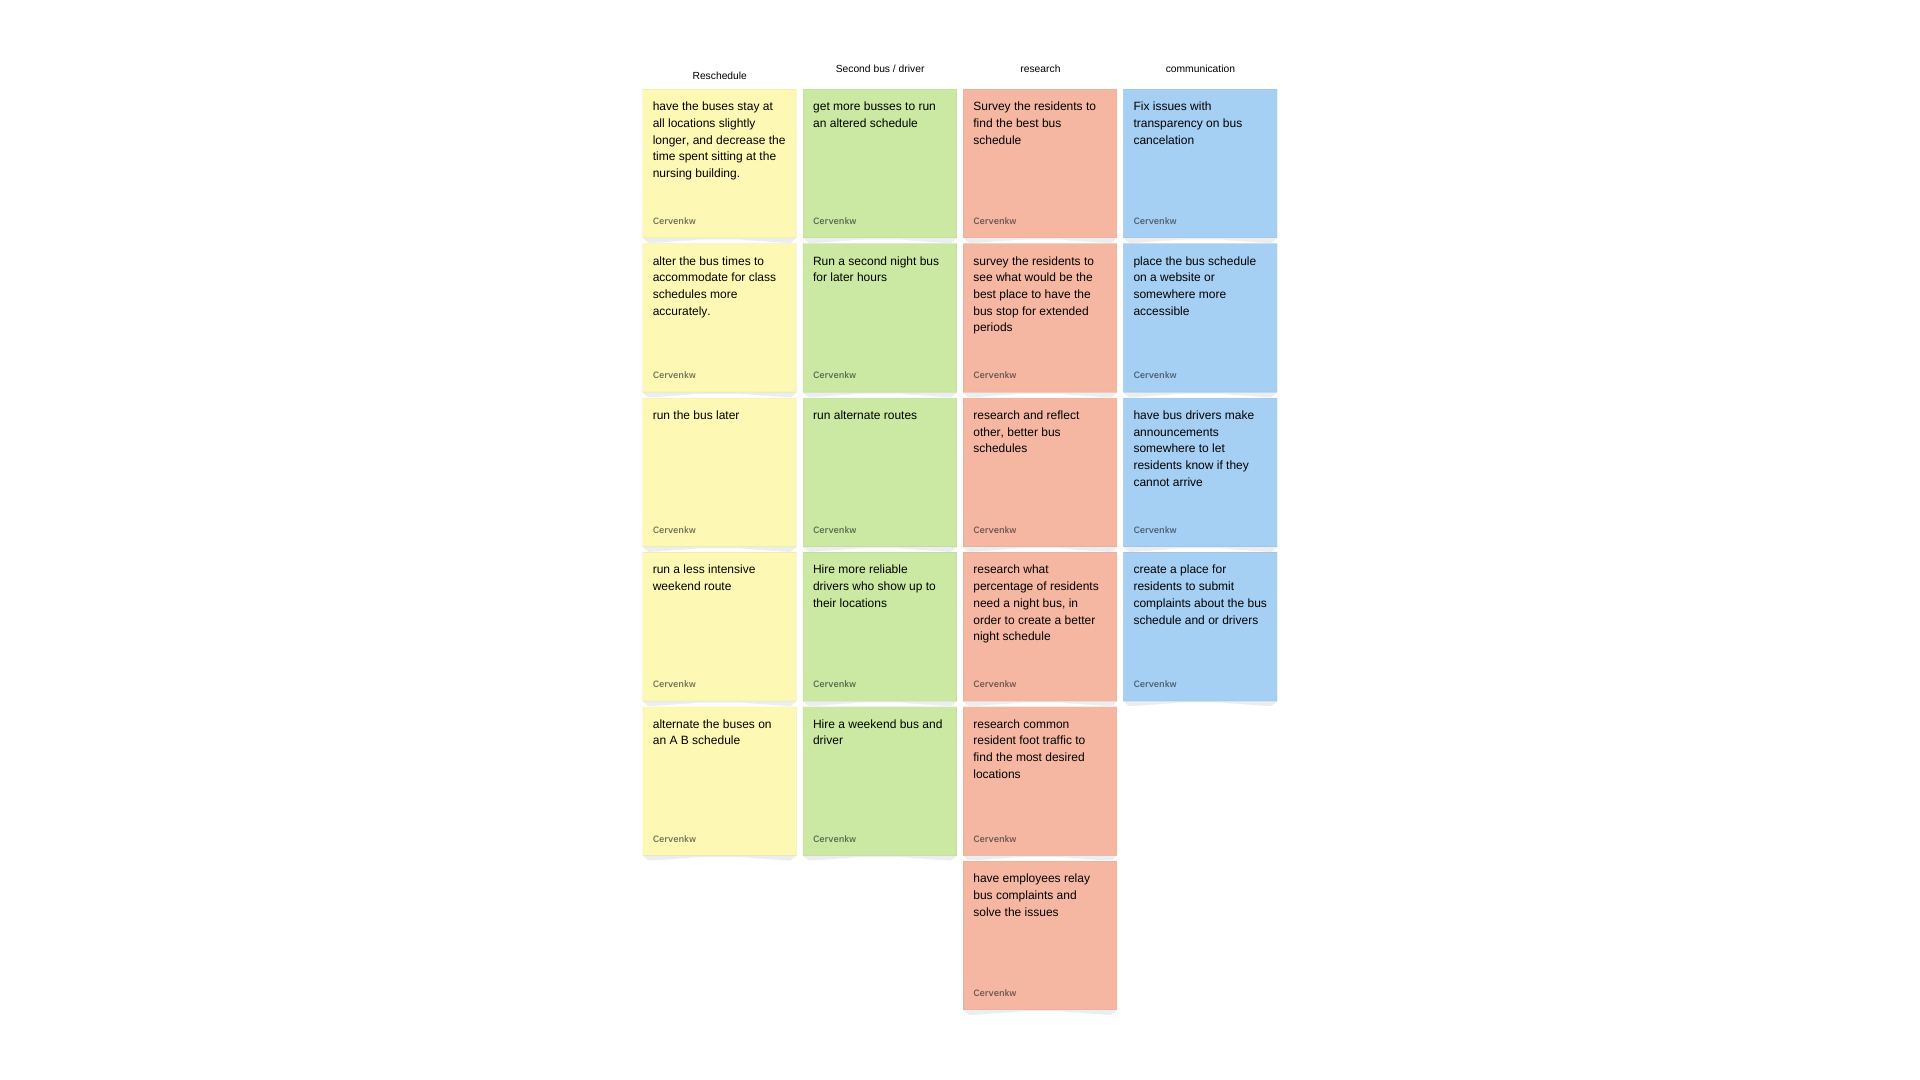 Reschedule
Second bus / driver
research
communication
have the buses stay at
all locations slightly
longer, and decrease the
time spent sitting at the
nursing building.
Cervenkw
alter the bus times to
accommodate for class
schedules more
accurately.
Cervenkw
run the bus later
Cervenkw
run a less intensive
weekend route
Cervenkw
alternate the buses on
an A B schedule
Cervenkw
get more busses to run
an altered schedule
Cervenkw
Run a second night bus
for later hours
Cervenkw
run alternate routes
Cervenkw
Hire more reliable
drivers who show up to
their locations
Cervenkw
Hire a weekend bus and
driver
Cervenkw
Survey the residents to
find the best bus
schedule
Cervenkw
survey the residents to
see what would be the
best place to have the
bus stop for extended
periods
Cervenkw
research and reflect
other, better bus
schedules
Cervenkw
research what
percentage of residents
need a night bus, in
order to create a better
night schedule
Cervenkw
research common
resident foot traffic to
find the most desired
locations
Cervenkw
have employees relay
bus complaints and
solve the issues
Cervenkw
Fix issues with
transparency on bus
cancelation
Cervenkw
place the bus schedule
on a website or
somewhere more
accessible
Cervenkw
have bus drivers make
announcements
somewhere to let
residents know if they
cannot arrive
Cervenkw
create a place for
residents to submit
complaints about the bus
schedule and or drivers
Cervenkw